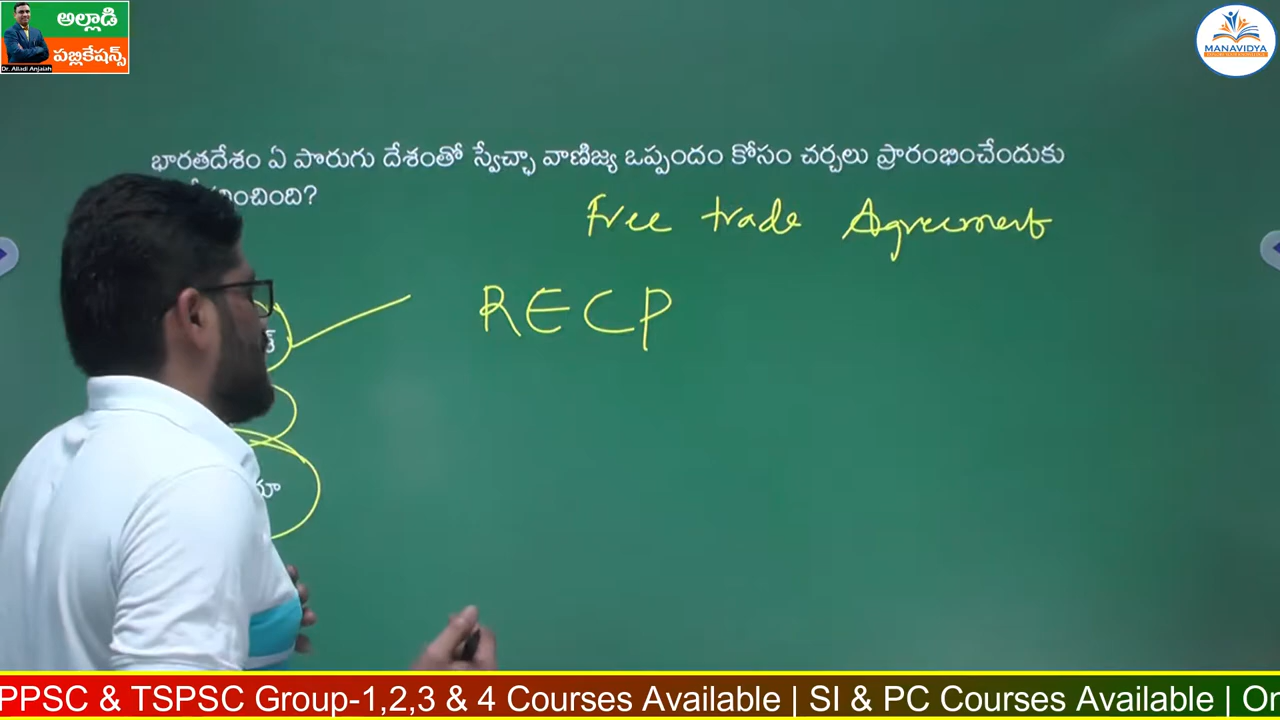 అల్లాడి
పబ్లికేషన్స్
Dr. Alladi Anjaiah
MANAVIDYA
భారతదేశం ఏ పొరుగు దేశంతో స్వేచ్ఛా వాణిజ్య ఒప్పందం కోసం చర్చలు ప్రారంభించేందుకు
Free trade Agreement
RECP
PPSC & TSPSC Group-1,2,3 & 4 Courses Available | SI & PC Courses Available | On